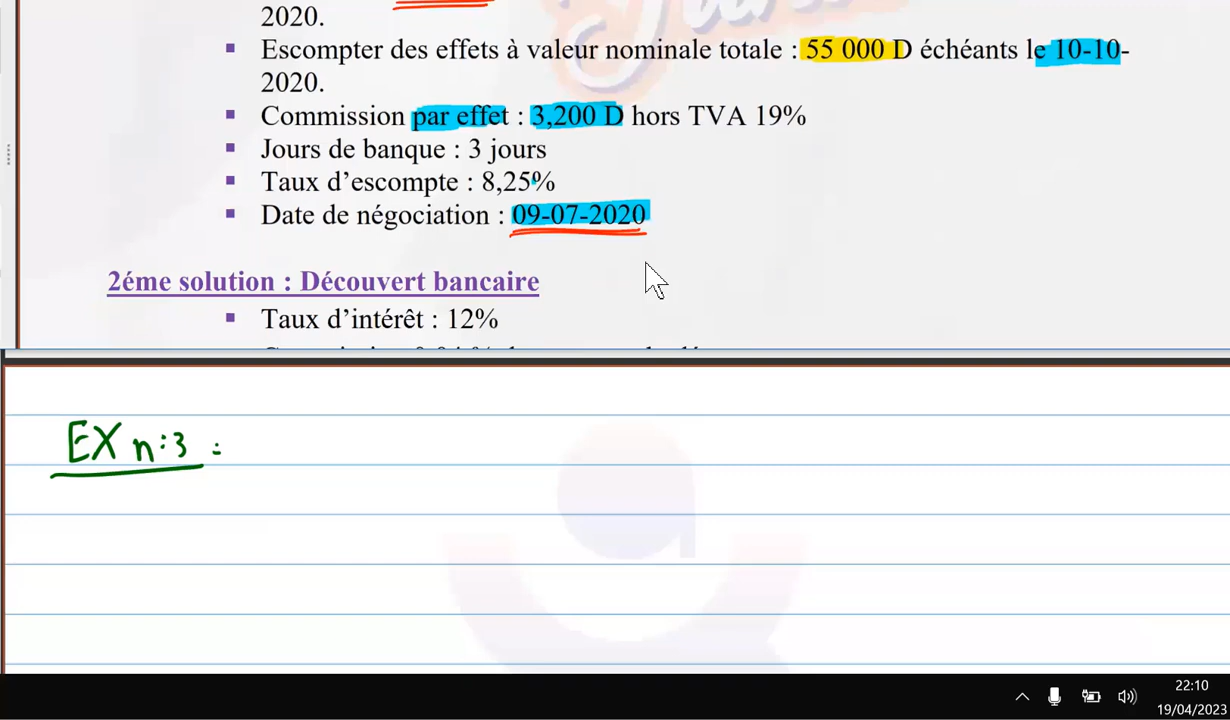 2020.
▪ Escompter des effets à valeur nominale totale : 55 000 D échéants le 10-10-
2020.
▪ Commission par effet : 3,200 D hors TVA 19%
▪ Jours de banque : 3 jours
▪ Taux d’escompte : 8,25%
▪ Date de négociation : 09-07-2020
2éme solution : Découvert bancaire
▪ Taux d’intérêt : 12%
EX n:3 :
22:10
19/04/2023